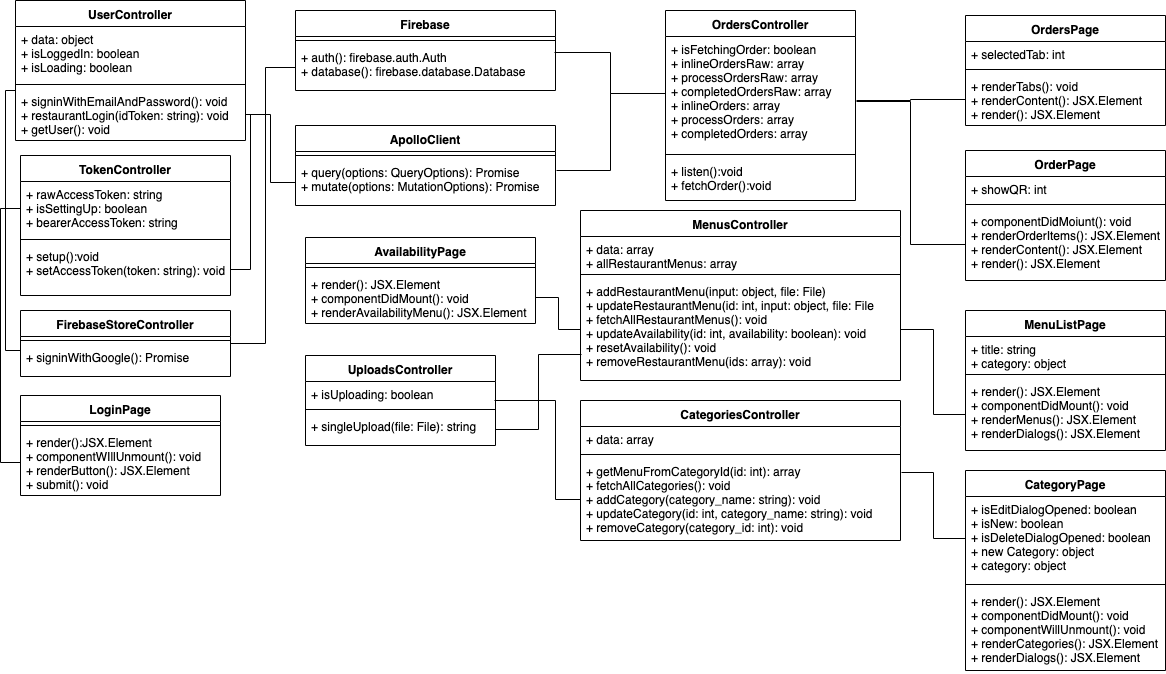 UserController
+ data: object
+ isLoggedIn: boolean
+ isLoading: boolean
+ signinWithEmailAndPassword(): void
+ restaurantLogin(idToken: string): void
+ getUser(): void
TokenController
+ rawAccessToken: string
+ isSettingUp: boolean
+ bearerAccessToken: string
+ setup():void
+ setAccessToken(token: string): void
FirebaseStoreController
+ signinWithGoogle(): Promise
LoginPage
+ render():JSX.Element
+ componentWIllUnmount(): void
+ renderButton(): JSX.Element
+ submit(): void
Firebase
+ auth(): firebase.auth.Auth
+ database(): firebase.database.Database
ApolloClient
+ query(options: QueryOptions): Promise
+ mutate(options: MutationOptions): Promise
AvailabilityPage
+ render(): JSX.Element
+ componentDidMount(): void
+ renderAvailabilityMenu(): JSX.Element
UploadsController
+ isUploading: boolean
+ singleUpload(file: File): string
OrdersController
+ isFetchingOrder: boolean
+ inlineOrdersRaw: array
+ processOrdersRaw: array
+ completedOrdersRaw: array
+ inlineOrders: array
+ processOrders: array
+ completedOrders: array
+ listen():void
+ fetchOrder():void
MenusController
+ data: array
+ allRestaurantMenus: array
+ addRestaurantMenu(input: object, file: File)
+ updateRestaurantMenu(id: int, input: object, file: File
+ fetchAllRestaurantMenus(): void
+ updateAvailability(id: int, availability: boolean): void
+ resetAvailability(): void
+ removeRestaurantMenu(ids: array): void
CategoriesController
+ data: array
+ getMenuFromCategoryId(id: int): array
+ fetchAllCategories(): void
+ addCategory(category_name: string): void
+ updateCategory(id: int, category_name: string): void
+ removeCategory(category_id: int): void
OrdersPage
+ selectedTab: int
+ renderTabs(): void
+ renderContent(): JSX.Element
+ render(): JSX.Element
OrderPage
+ showQR: int
+ componentDidMoiunt(): void
+ renderOrderItems(): JSX.Element
+ renderContent(): JSX.Element
+ render(): JSX.Element
MenuListPage
+ title: string
+ category: object
+ render(): JSX.Element
+ componentDidMount(): void
+ renderMenus(): JSX.Element
+ renderDialogs(): JSX.Element
CategoryPage
+ isEditDialogOpened: boolean
+ isNew: boolean
+ isDeleteDialogOpened: boolean
+ new Category: object
+ category: object
+ render(): JSX.Element
+ componentDidMount(): void
+ componentWillUnmount(): void
+ renderCategories(): JSX.Element
+ renderDialogs(): JSX.Element